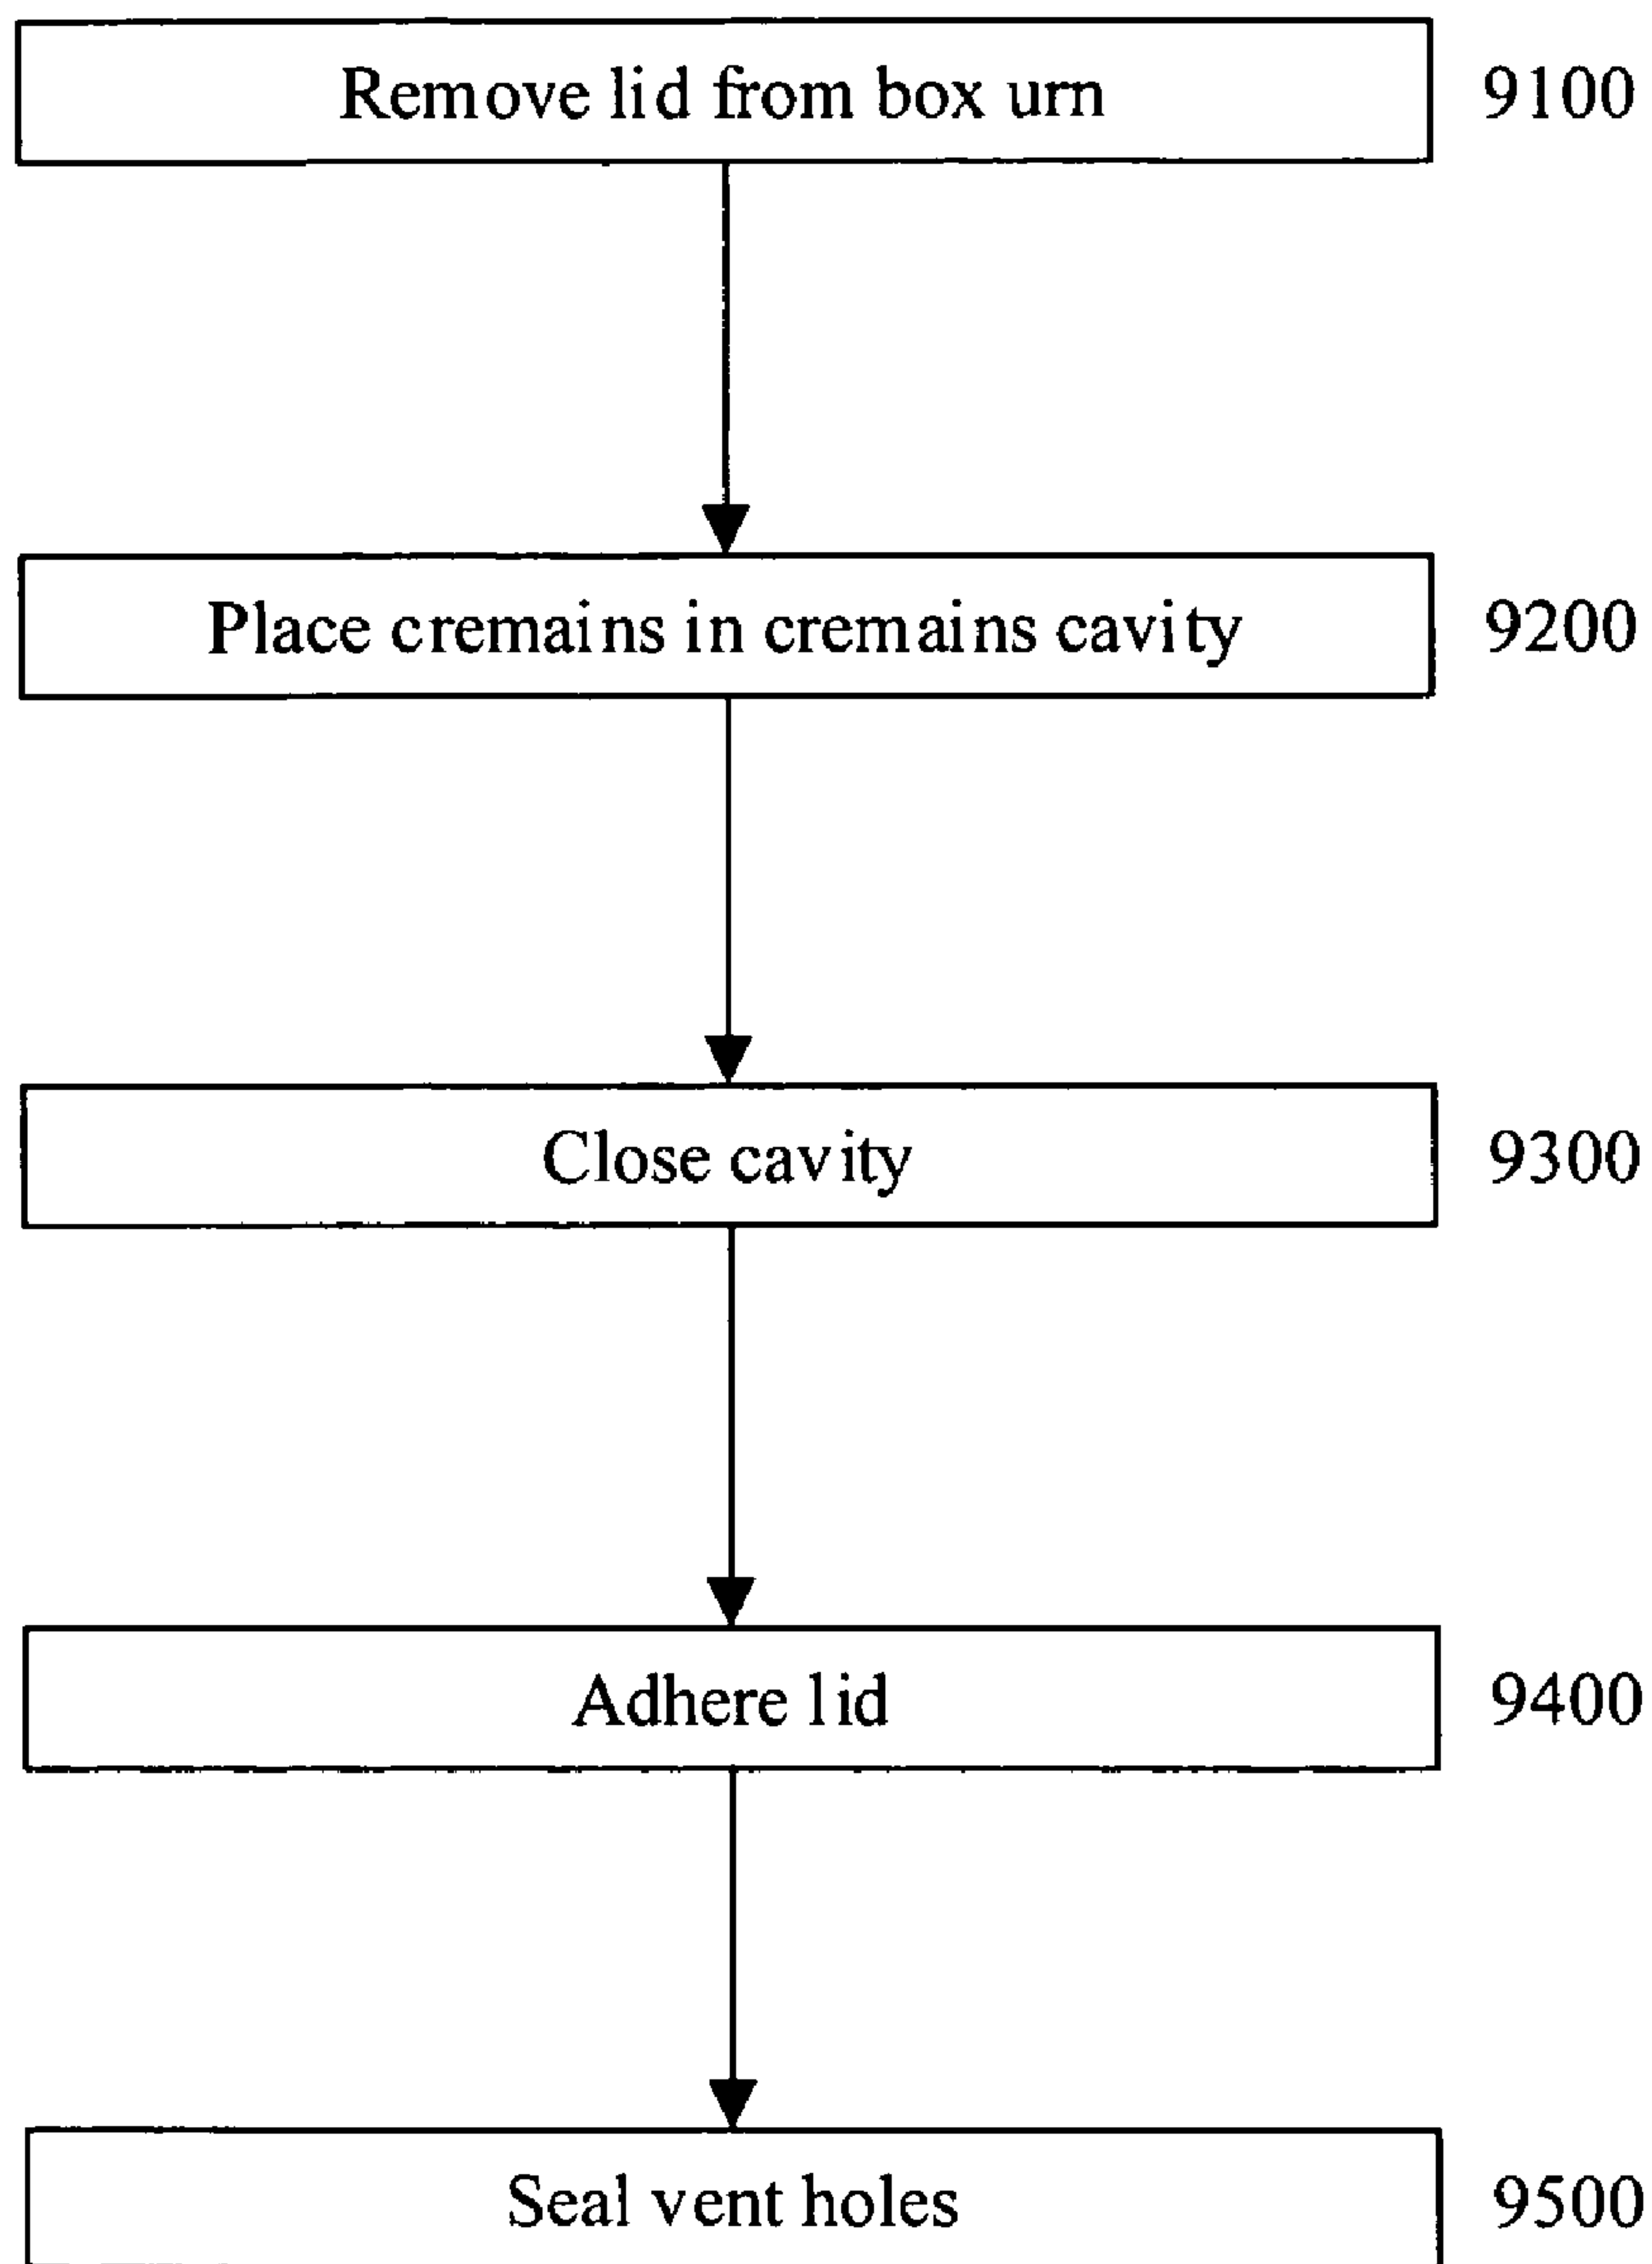 Remove lid from box urn 9100
Place cremains in cremains cavity 9200
Close cavity 9300
Adhere lid 9400
Seal vent holes 9500